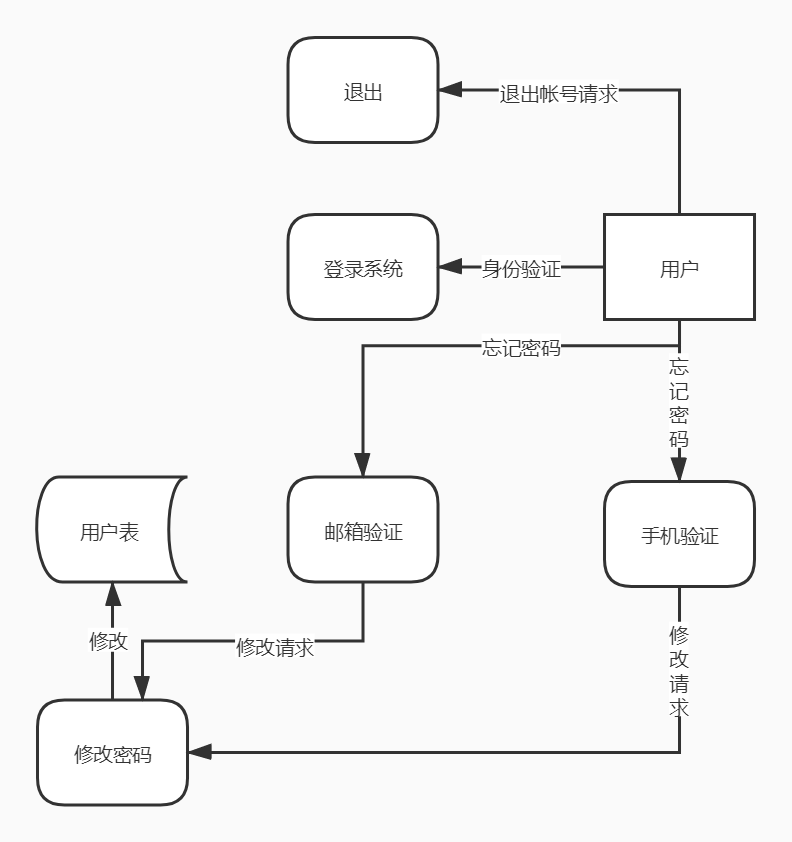 退出
退出帐号请求
登录系统
身份验证
用户
忘记密码
忘记密码
用户表
邮箱验证
手机验证
修改
修改请求
修改请求
修改密码